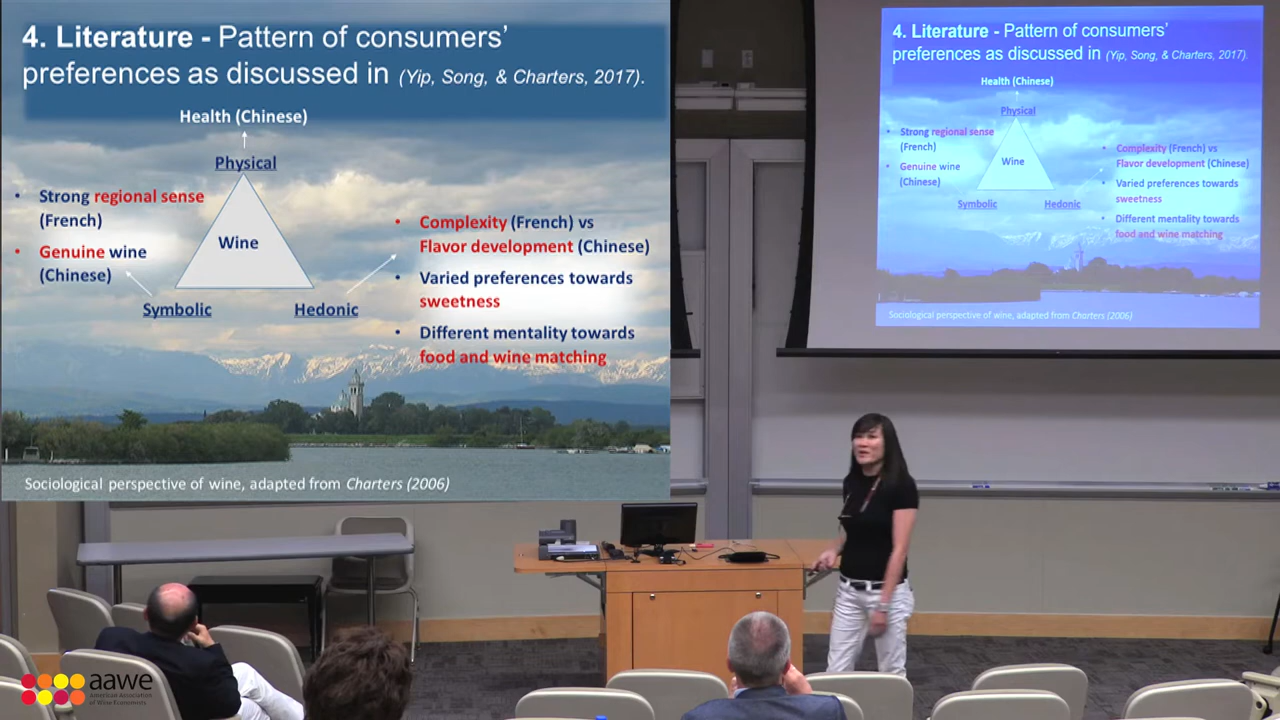 4. Literature - Pattern of consumers'
preferences as discussed in (Yip, Song, & Charters, 2017).
Health (Chinese)
Physical
• Strong regional sense
(French)
• Genuine wine
(Chinese)
Wine
Symbolic
Hedonic
• Complexity (French) vs
Flavor development (Chinese)
• Varied preferences towards
sweetness
• Different mentality towards
food and wine matching
Sociological perspective of wine, adapted from Charters (2006)
4. Literature - Pattern of consumers'
preferences as discussed in (Yip, Song, & Charters, 2017).
Health (Chinese)
Physical
• Strong regional sense
(French)
• Genuine wine
(Chinese)
Wine
Symbolic
Hedonic
• Complexity (French) vs
Flavor development (Chinese)
• Varied preferences towards
sweetness
• Different mentality towards
food and wine matching
Sociological perspective of wine, adapted from Charters (2006)
aawe
American Association
of Wine Economists